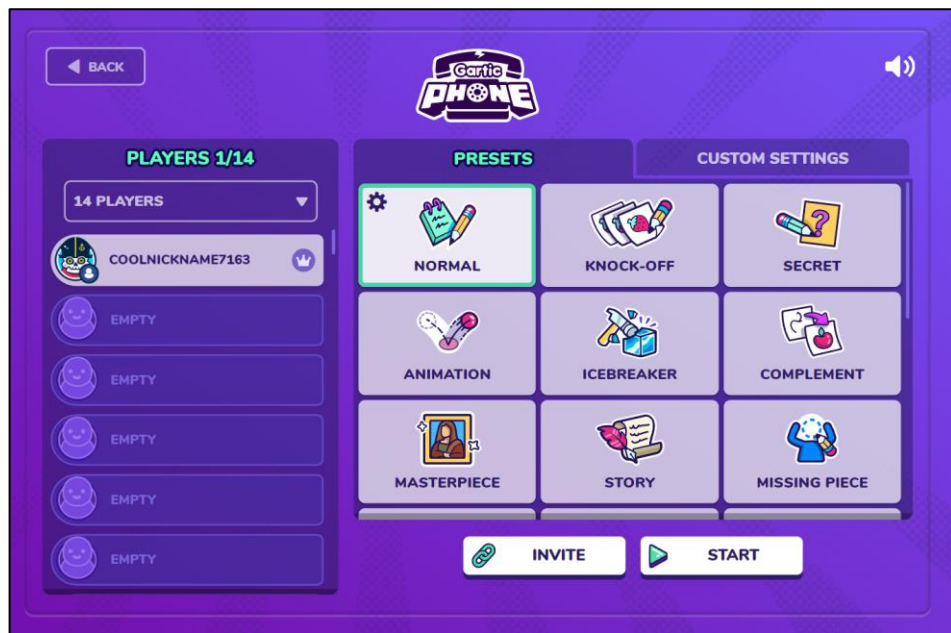 BACK
Gartic
PHONE
PLAYERS 1/14
14 PLAYERS
COOLNICKNAME7163
EMPTY
EMPTY
EMPTY
EMPTY
EMPTY
PRESETS
CUSTOM SETTINGS
NORMAL
KNOCK-OFF
SECRET
ANIMATION
ICEBREAKER
COMPLEMENT
MASTERPIECE
STORY
MISSING PIECE
INVITE
START